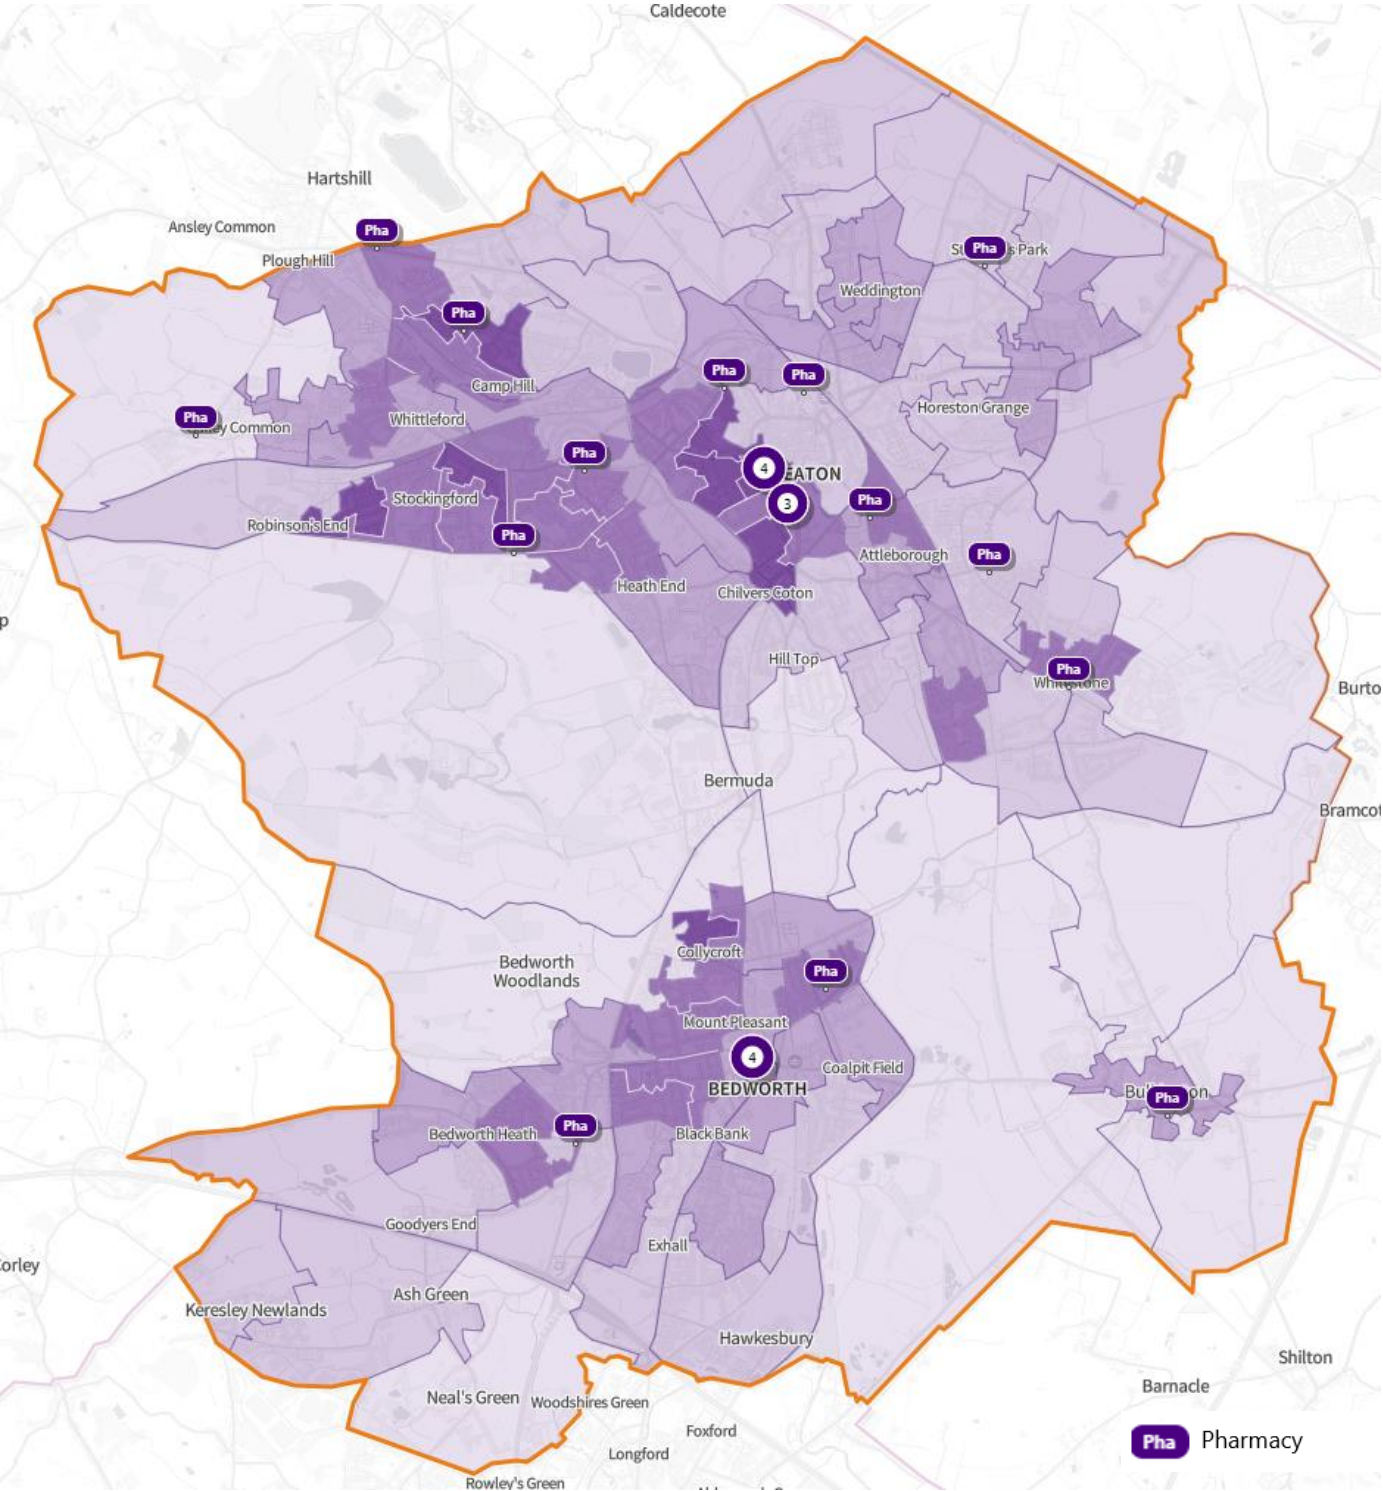 Caldecote
Hartshill
Ansley Common
Pha
Plough Hill
Pha
Park
Weddington
Pha
Camp Hill
Pha
Pha
Horeston Grange
Pha
Common
Whittleford
Pha
4
EATON
Stockingford
3
Pha
Robinson's End
Pha
Attleborough
Pha
Heath End
Chilvers Coton
p
Hill Top
Pha
Burto
Bermuda
Bramcot
Collycroft
Bedworth
Woodlands
Pha
Mount Pleasant
4
Coalpit Field
BEDWORTH
Pha
Bedworth Heath
Pha
Black Bank
Goodyers End
Exhall
orley
Ash Green
Keresley Newlands
Hawkesbury
Shilton
Barnacle
Neal's Green
Woodshires Green
Foxford
Longford
Pha Pharmacy
Rowley's Green